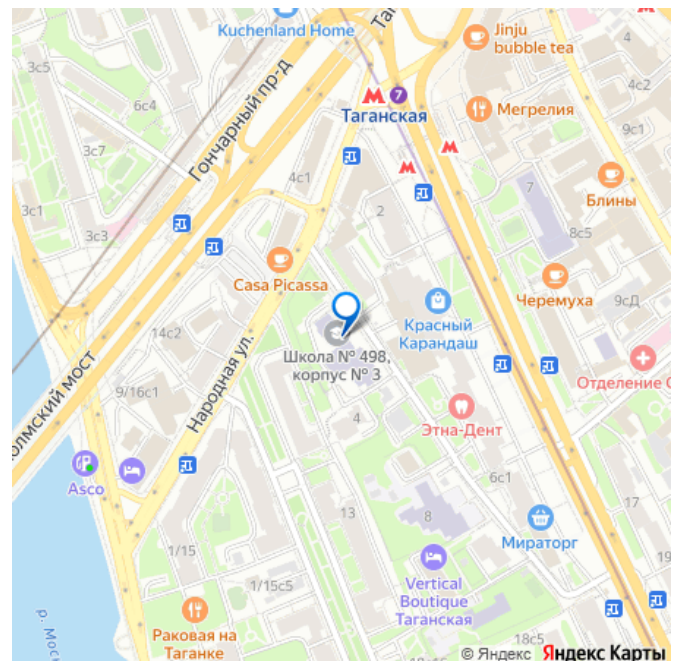 Kuchenland Home
Jinju
bubble tea
3с5
6с4
Гончарный пр-д
7
Таганская
Мегрелия
4с2
9с1
3с7
4с1
2
7
Блины
3с1
3с3
8с5
Casa Picassa
Черемуха
9сД
Красный
Карандаш
14с2
Школа № 498,
корпус № 3
Отделение С
олмский мост
9/16с1
Народная ул.
4
Этна-Дент
Asco
6с1
17
13
8
Мираторг
1/15
19
1/15с5
Vertical
Boutique
Таганская
р. Мос
Раковая на
Таганке
18с5
© Яндекс Яндекс Карты